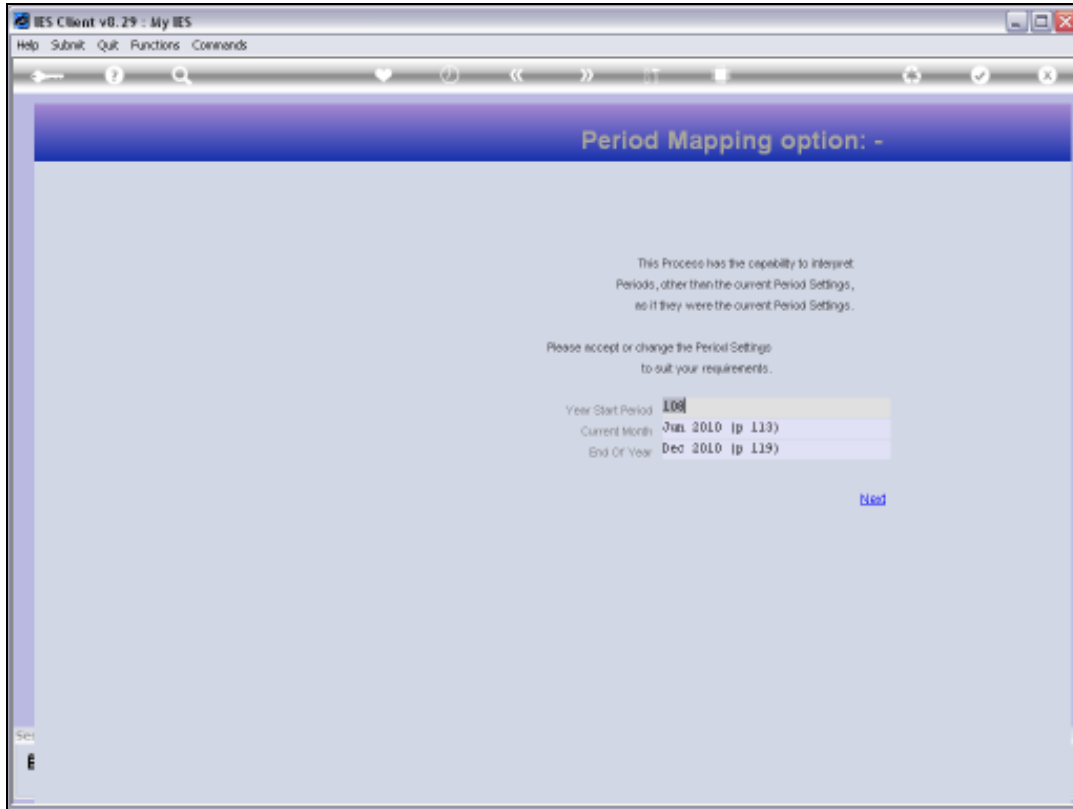 IES Client v8.29 : My IES
Help Submit Quit Functions Commands
Period Mapping option: -
This Process has the capability to interpret
Periods, other than the current Period Settings,
as if they were the current Period Settings.
Please accept or change the Period Settings
to suit your requirements.
Year Start Period 108
Current Month Jun 2010 (p 113)
End Of Year Dec 2010 (p 119)
Next
Ses